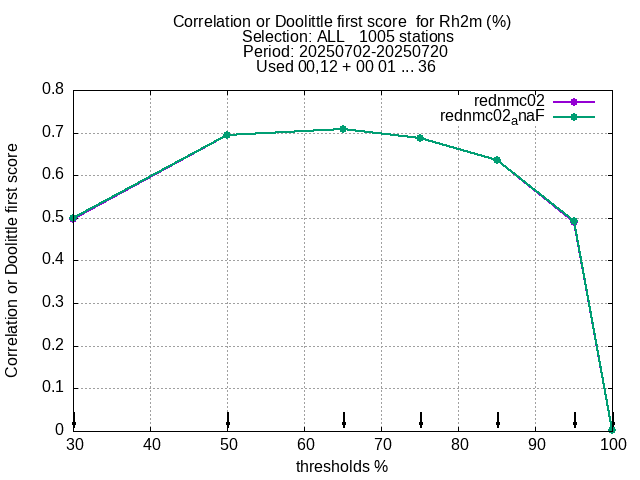 Correlation or Doolittle first score  for Rh2m (%)
Selection: ALL   1005 stations
Period: 20250702-20250720
Used 00,12 + 00 01 ... 36
rednmc02
rednmc02anaF
Correlation or Doolittle first score
0.8
0.7
0.6
0.5
0.4
0.3
0.2
0.1
0
30 40 50 60 70 80 90 100
thresholds %